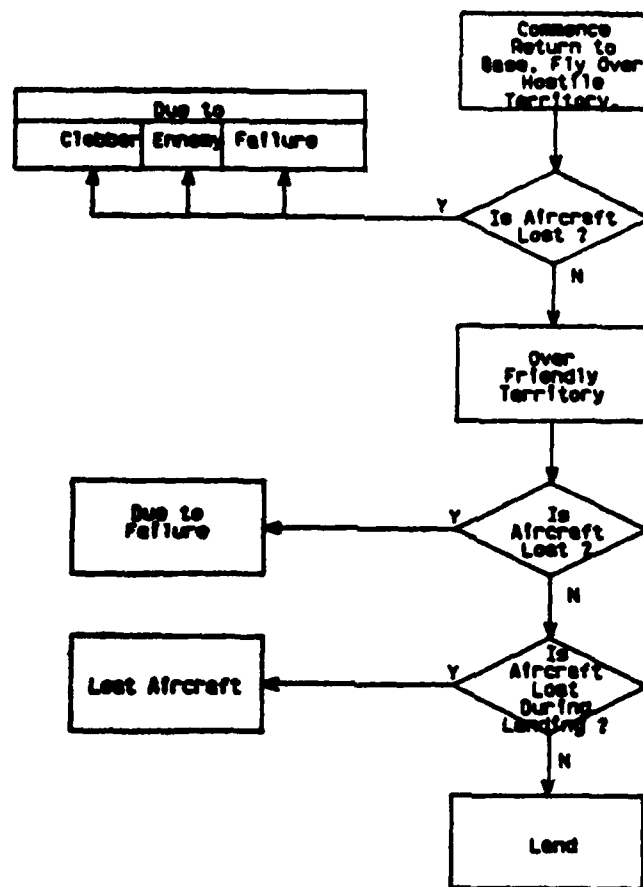 Commence
Return to
Base, Fly Over
Hostile
Territory
Due to
Clobber Ennemy Failure
Y
Is Aircraft
Lost ?
N
Over
Friendly
Territory
Due to
Failure
Y
Is
Aircraft
Lost ?
N
Lost Aircraft
Y
Is
Aircraft
Lost
During
Landing ?
N
Land